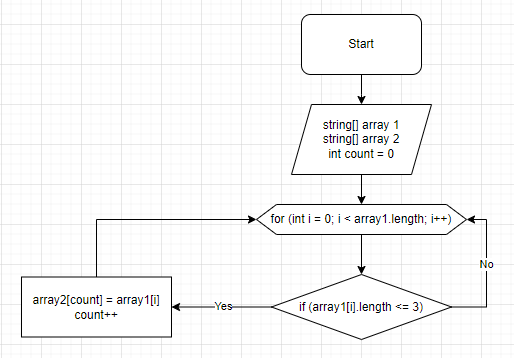 Start
string[] array 1
string[] array 2
int count = 0
for (int i = 0; i < array1.length; i++)
No
if (array1[i].length <= 3)
Yes
array2[count] = array1[i]
count++